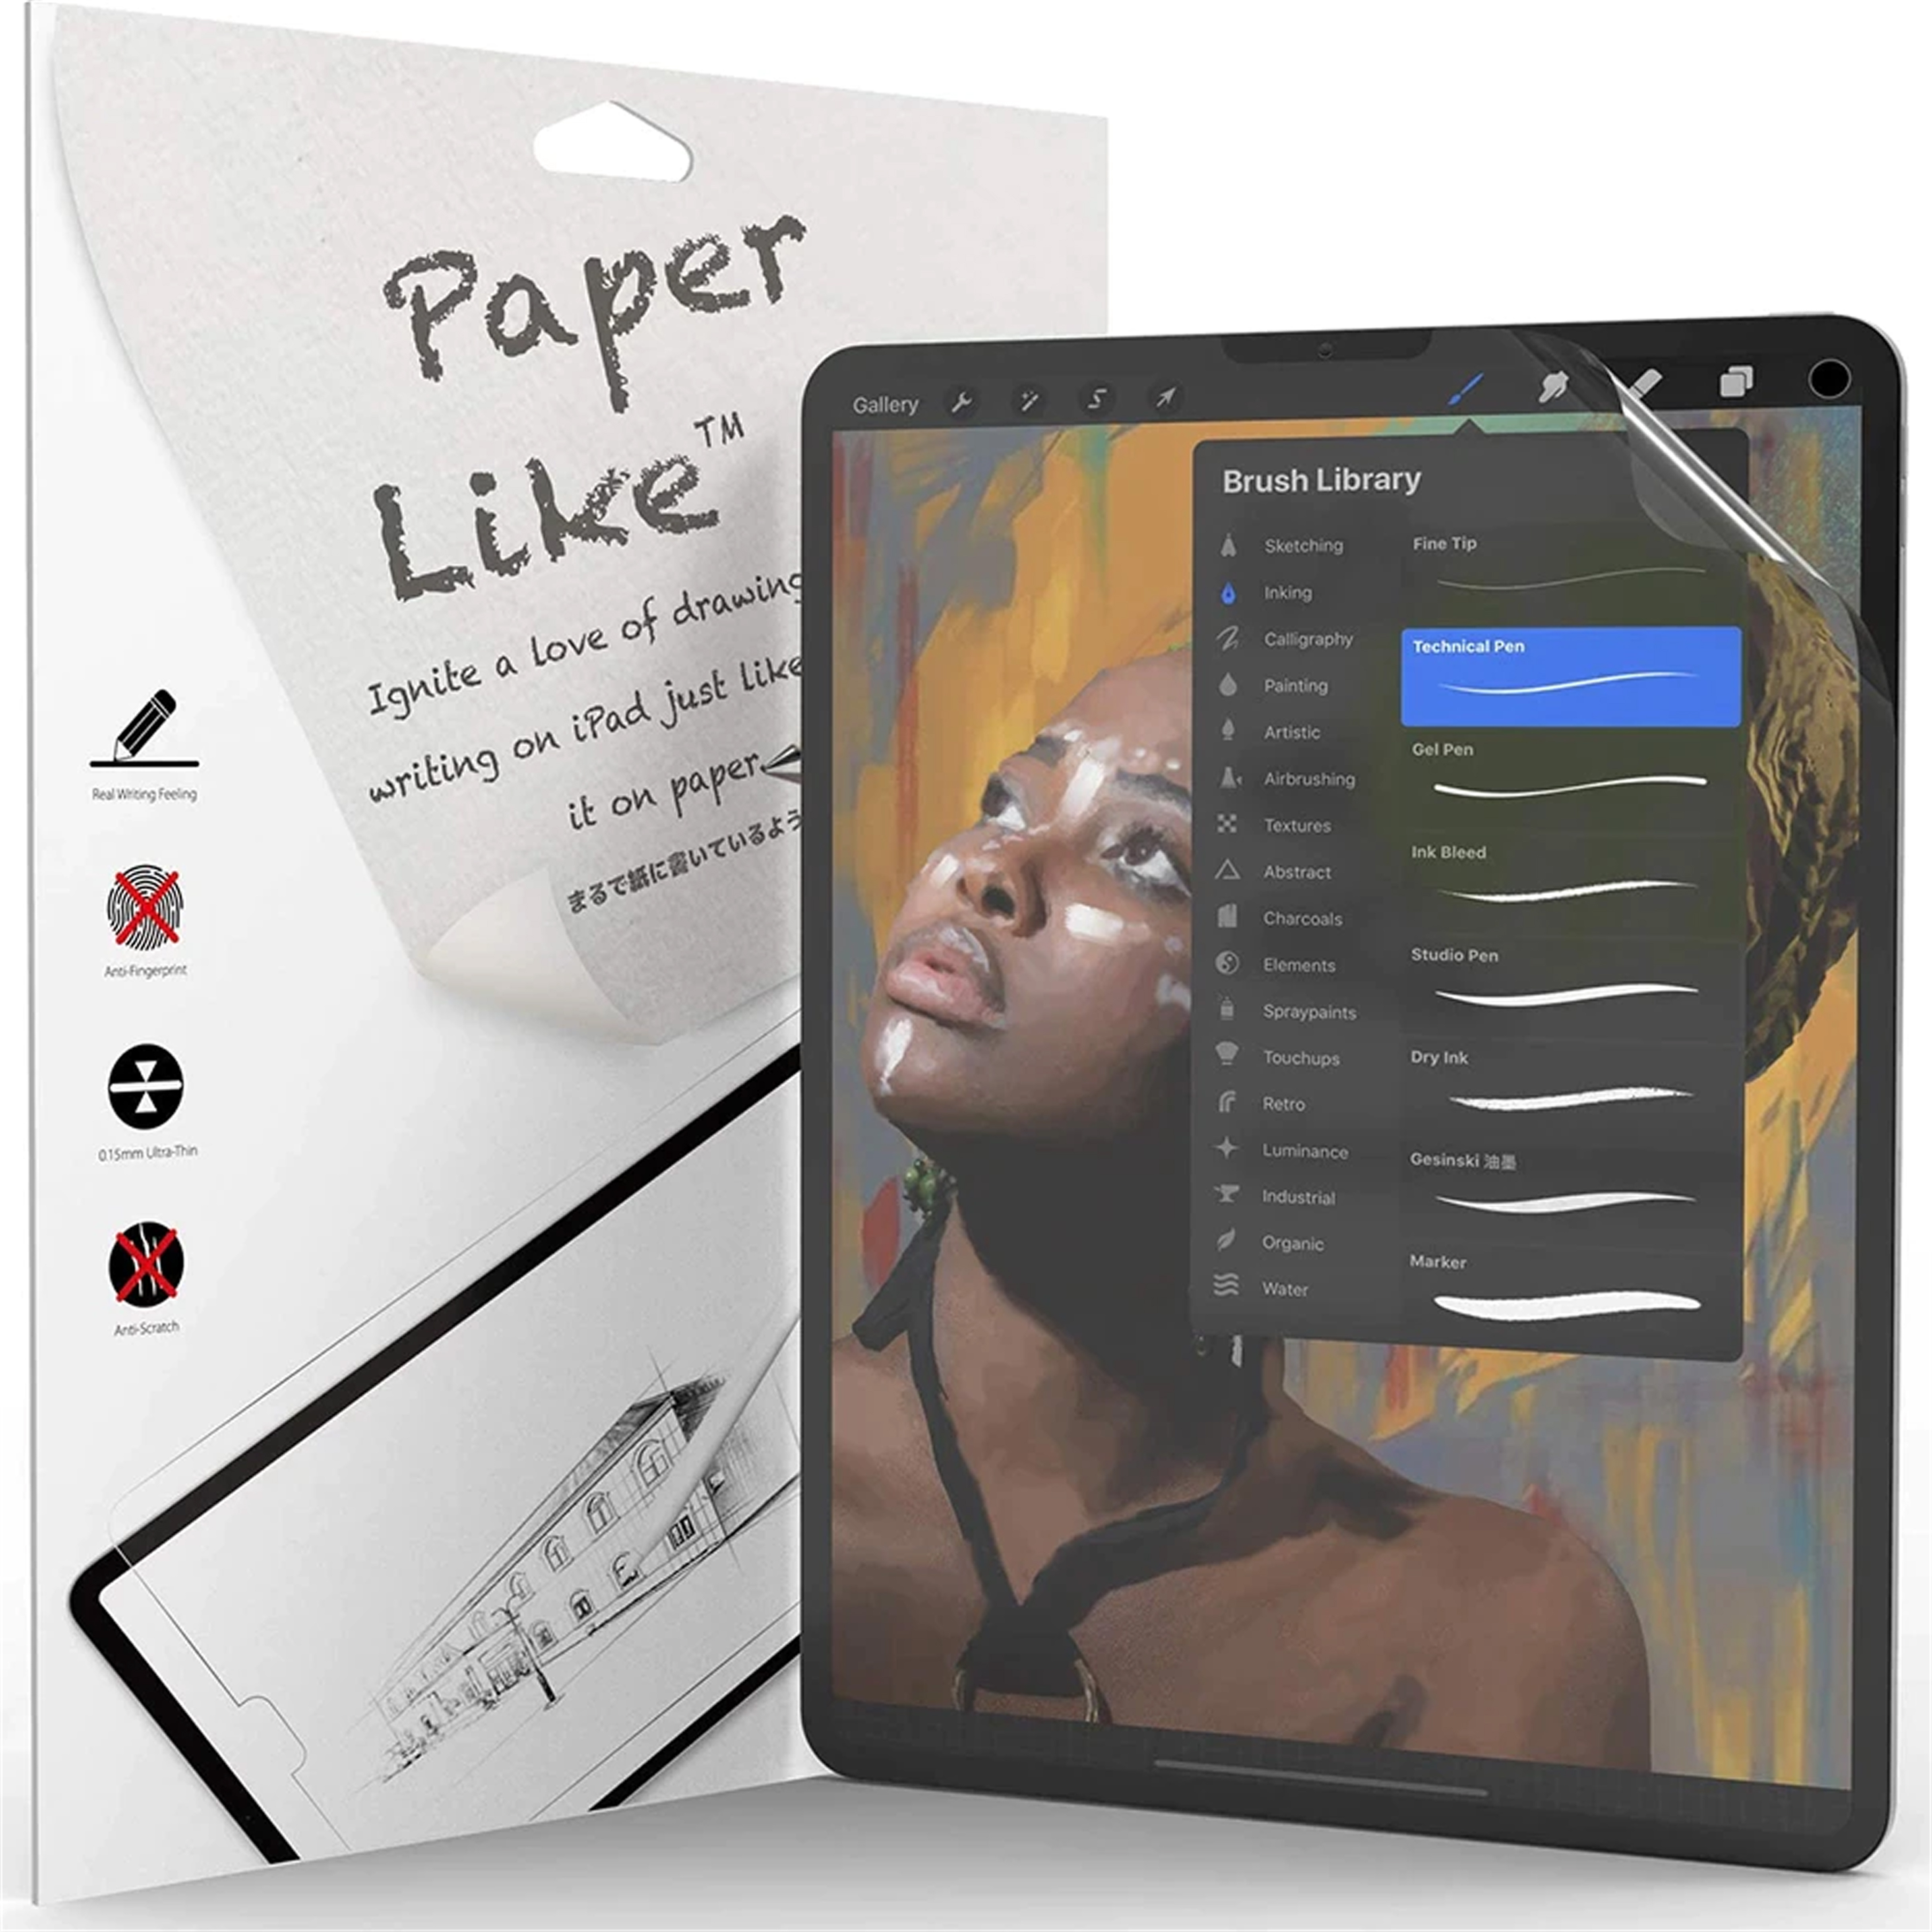 Paper
Like™
Ignite a love of drawing
writing on iPad just like
it on paper
まるで紙に書いているよう
Real Writing Feeling
Anti-Fingerprint
0.15mm Ultra-Thin
Anti-Scratch
Gallery
Brush Library
Sketching
Inking
Calligraphy
Painting
Artistic
Airbrushing
Textures
Abstract
Charcoals
Elements
Spraypaints
Touchups
Retro
Luminance
Industrial
Organic
Water
Fine Tip
Technical Pen
Gel Pen
Ink Bleed
Studio Pen
Dry Ink
Gesinski 油墨
Marker